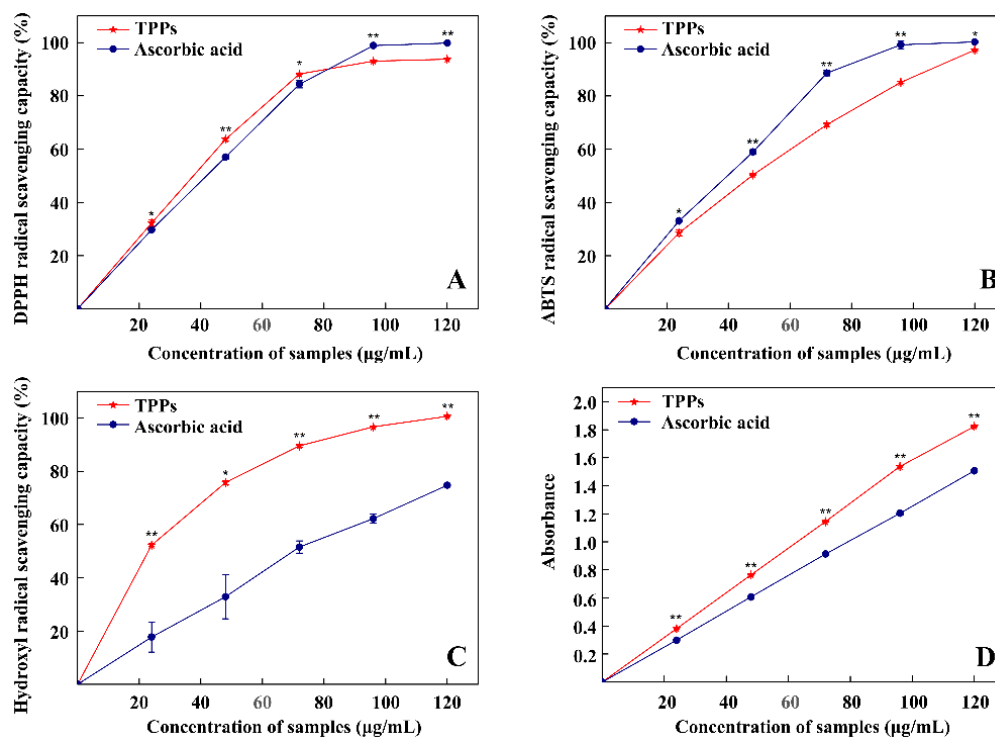 DPPH radical scavenging capacity (%)
100
80
60
40
20
TPPs
Ascorbic acid
*
**
*
**
**
A
20 40 60 80 100 120
Concentration of samples (µg/mL)
ABTS radical scavenging capacity (%)
100
80
60
40
20
TPPs
Ascorbic acid
*
**
**
**
*
B
20 40 60 80 100 120
Concentration of samples (µg/mL)
Hydroxyl radical scavenging capacity (%)
100
80
60
40
20
TPPs
Ascorbic acid
**
*
**
**
**
C
20 40 60 80 100 120
Concentration of samples (µg/mL)
Absorbance
2.0
1.8
1.6
1.4
1.2
1.0
0.8
0.6
0.4
0.2
TPPs
Ascorbic acid
**
**
**
**
**
D
20 40 60 80 100 120
Concentration of samples (µg/mL)